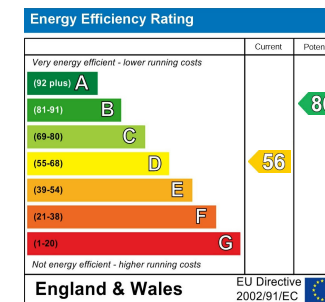 Energy Efficiency Rating
Current
Very energy efficient - lower running costs
(92 plus) A
(81-91) B
(69-80) C
(55-68) D
56
(39-54) E
(21-38) F
(1-20) G
Not energy efficient - higher running costs
England & Wales
EU Directive
2002/91/EC